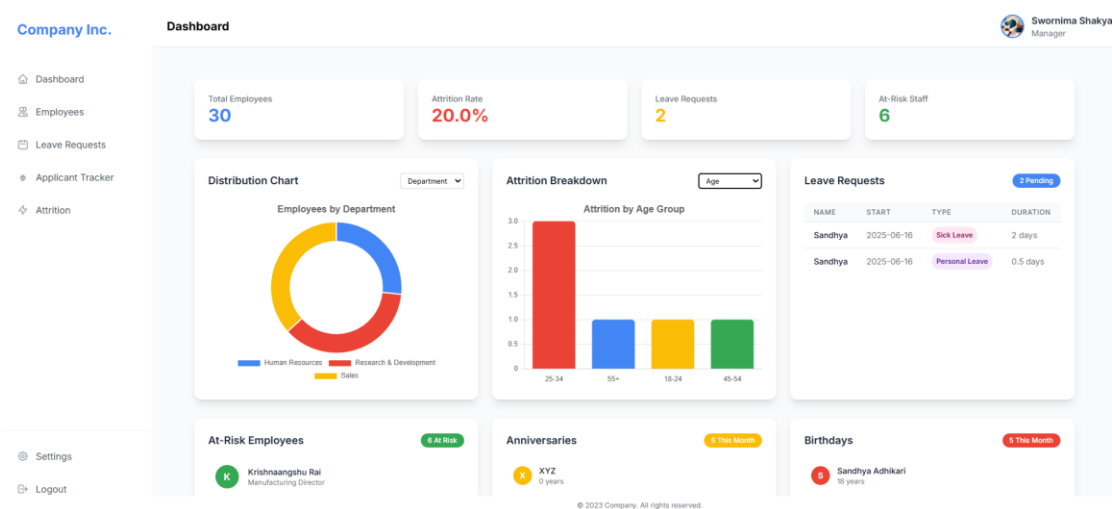 Company Inc.
Dashboard
Swornima Shakya
Manager
Dashboard
Employees
Leave Requests
Applicant Tracker
Attrition
Settings
Logout
Total Employees
30
Attrition Rate
20.0%
Leave Requests
2
At-Risk Staff
6
Distribution Chart
Department
Employees by Department
Human Resources
Research & Development
Sales
Attrition Breakdown
Age
Attrition by Age Group
3.0
2.5
2.0
1.5
1.0
0.5
0
25-34 55+ 18-24 45-54
Leave Requests
2 Pending
NAME START TYPE DURATION
Sandhya 2025-06-16 Sick Leave 2 days
Sandhya 2025-06-16 Personal Leave 0.5 days
At-Risk Employees
6 At Risk
K
Krishnaangshu Rai
Manufacturing Director
Anniversaries
5 This Month
X
XYZ
0 years
Birthdays
5 This Month
S
Sandhya Adhikari
18 years
© 2023 Company. All rights reserved.